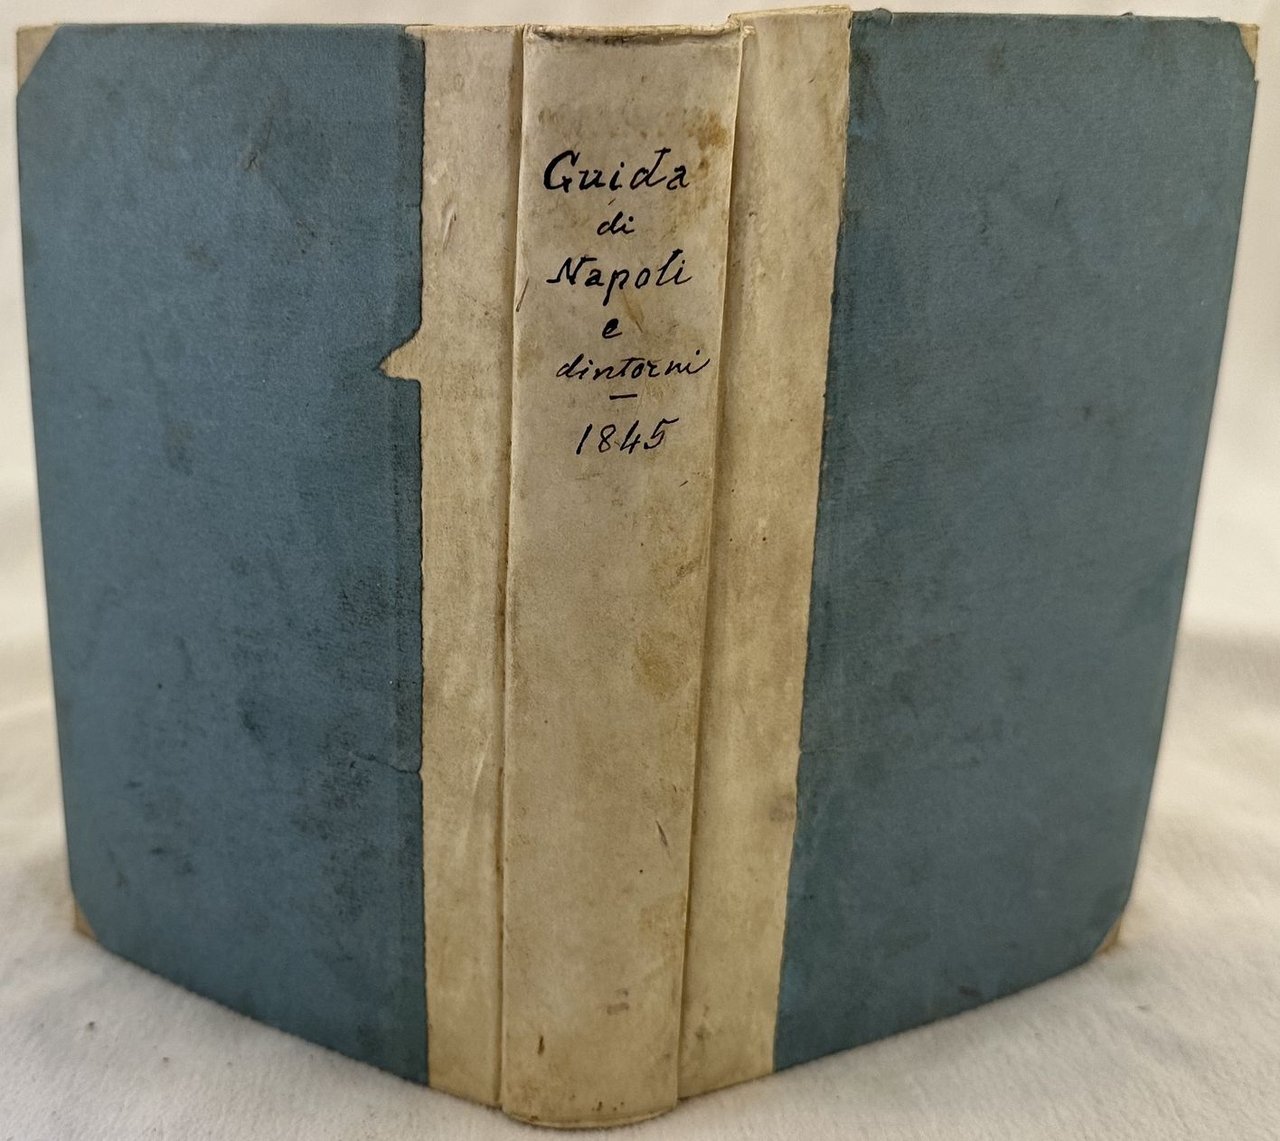 Guida
di
Napoli
e
dintorni
1845